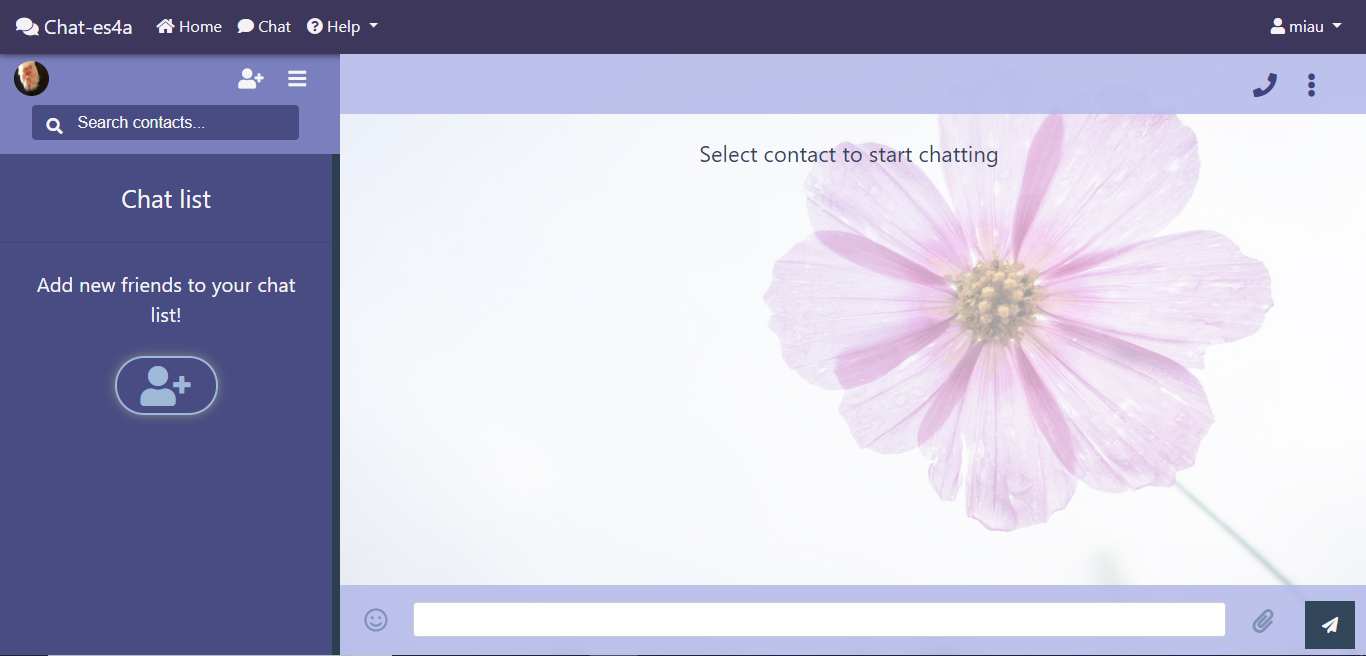 Chat-es4a Home Chat Help miau
Search contacts...
Select contact to start chatting
Chat list
Add new friends to your chat
list!